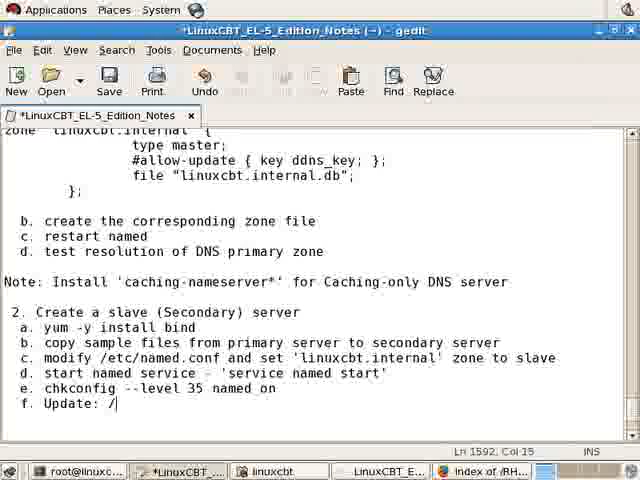 Applications Places System
*LinuxCBT_EL-5_Edition_Notes (~) - gedit
File Edit View Search Tools Documents Help
New Open Save Print Undo Paste Find Replace
*LinuxCBT_EL-5_Edition_Notes ×
zone "linuxcbt.internal" {
type master;
#allow-update { key ddns_key; };
file "linuxcbt.internal.db";
};
b. create the corresponding zone file
c. restart named
d. test resolution of DNS primary zone
Note: Install 'caching-nameserver*' for Caching-only DNS server
2. Create a slave (Secondary) server
a. yum -y install bind
b. copy sample files from primary server to secondary server
c. modify /etc/named.conf and set 'linuxcbt.internal' zone to slave
d. start named service - 'service named start'
e. chkconfig --level 35 named on
f. Update: /
Ln 1592, Col 15 INS
root@linuxc... *LinuxCBT_... linuxcbt LinuxCBT_E... Index of /RH...